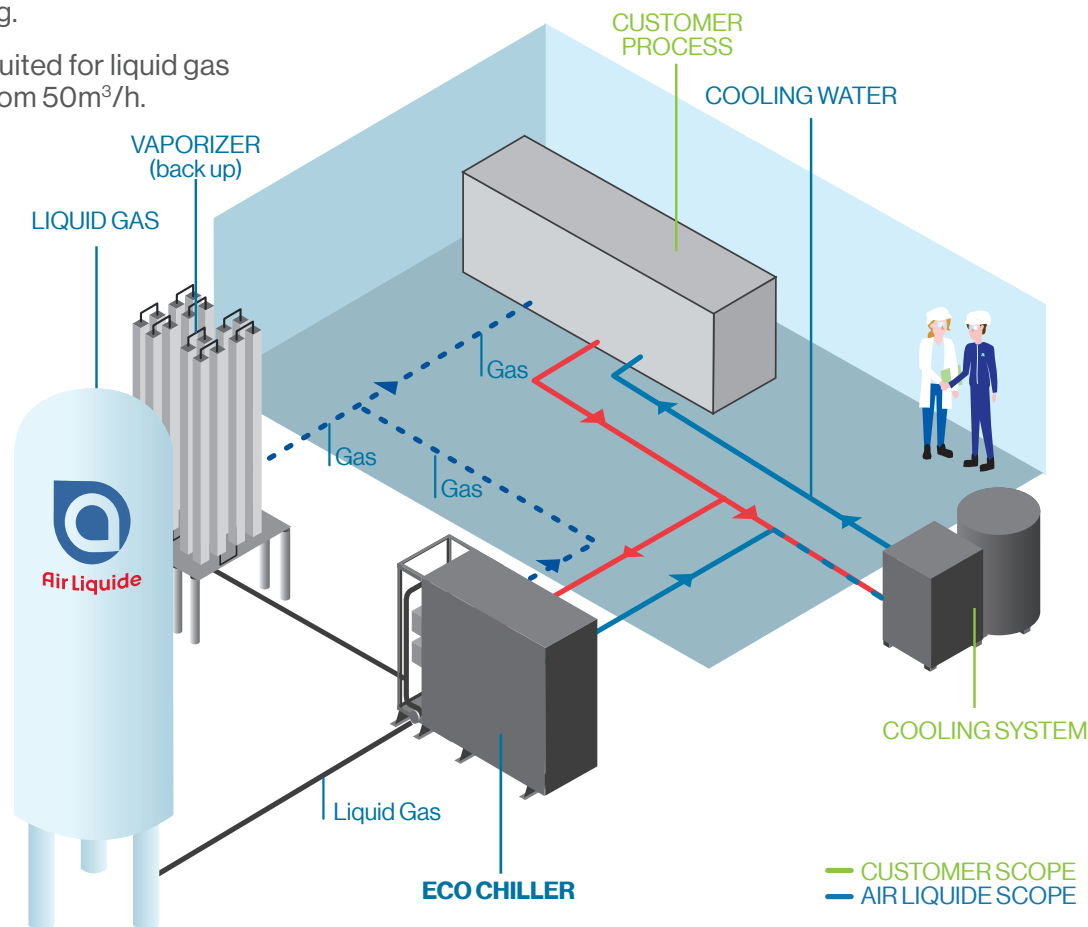 g.
uited for liquid gas
om 50m³/h.
CUSTOMER
PROCESS
COOLING WATER
VAPORIZER
(back up)
LIQUID GAS
Gas
Gas
Gas
Air Liquide
COOLING SYSTEM
Liquid Gas
ECO CHILLER
CUSTOMER SCOPE
AIR LIQUIDE SCOPE